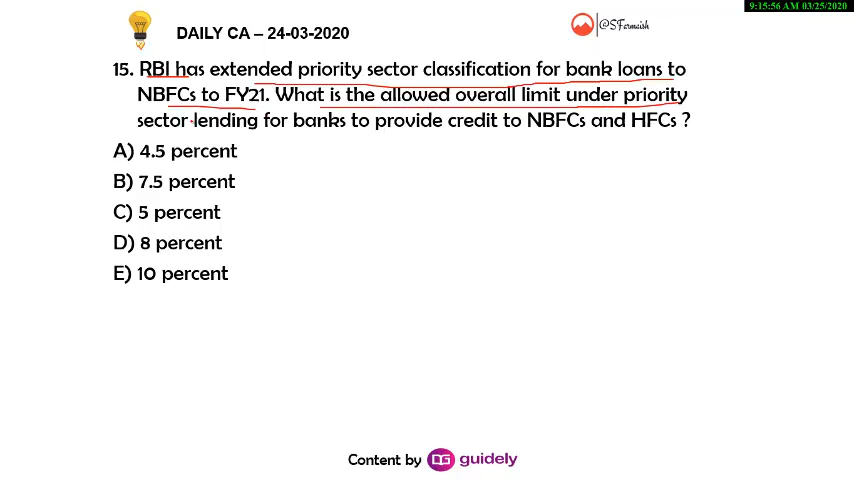 9:15:56 AM 03/25/2020
DAILY CA – 24-03-2020
@SFarmaish
15. RBI has extended priority sector classification for bank loans to
NBFCs to FY21. What is the allowed overall limit under priority
sector lending for banks to provide credit to NBFCs and HFCs ?
A) 4.5 percent
B) 7.5 percent
C) 5 percent
D) 8 percent
E) 10 percent
Content by DG guidely